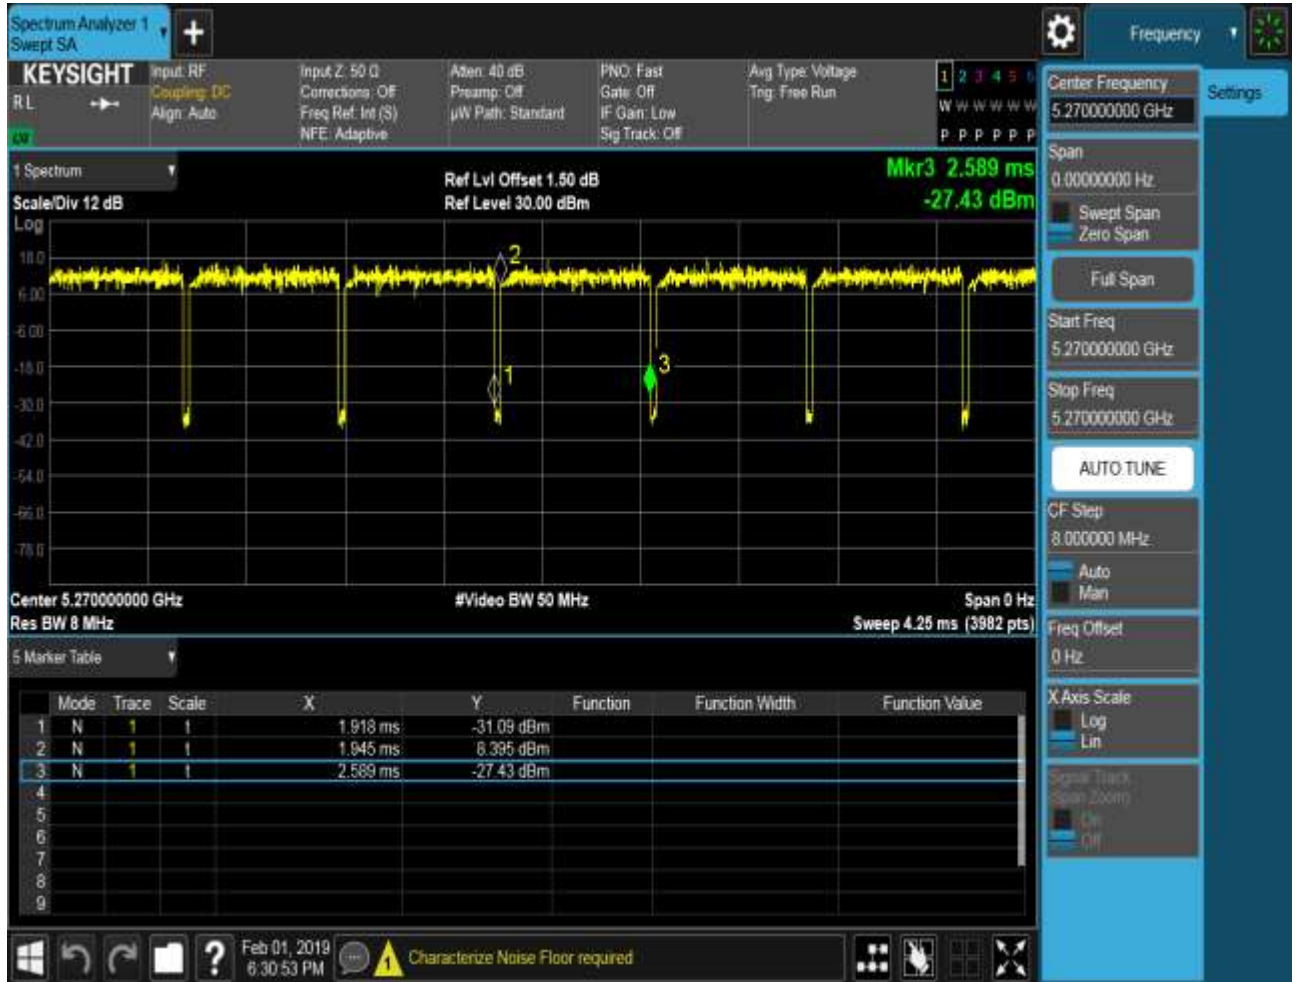 Spectrum Analyzer 1
Swept SA
+
Frequency
KEYSIGHT
RL
Input: RF
Coupling: DC
Align: Auto
Input Z: 50 Ω
Corrections: Off
Freq Ref: Int (S)
NFE: Adaptive
Atten: 40 dB
Preamp: Off
µW Path: Standard
PNO: Fast
Gate: Off
IF Gain: Low
Sig Track: Off
Avg Type: Voltage
Trig: Free Run
1 2 3 4 5 6
W W W W W W
P P P P P P
1 Spectrum
Scale/Div 12 dB
Ref Lvl Offset 1.50 dB
Ref Level 30.00 dBm
Mkr3 2.589 ms
-27.43 dBm
Log
18.0
6.00
-6.00
-18.0
-30.0
-42.0
-54.0
-66.0
-78.0
2
1
3
Center 5.270000000 GHz
#Video BW 50 MHz
Span 0 Hz
Res BW 8 MHz
Sweep 4.25 ms (3982 pts)
5 Marker Table
Mode Trace Scale X Y Function Function Width Function Value
1 N 1 t 1.918 ms -31.09 dBm
2 N 1 t 1.945 ms 8.395 dBm
3 N 1 t 2.589 ms -27.43 dBm
4
5
6
7
8
9
Feb 01, 2019
6:30:53 PM
?
1
Characterize Noise Floor required
Center Frequency
5.270000000 GHz
Settings
Span
0.00000000 Hz
Swept Span
Zero Span
Full Span
Start Freq
5.270000000 GHz
Stop Freq
5.270000000 GHz
AUTO TUNE
CF Step
8.000000 MHz
Auto
Man
Freq Offset
0 Hz
X Axis Scale
Log
Lin
Signal Track
(Span Zoom)
On
Off